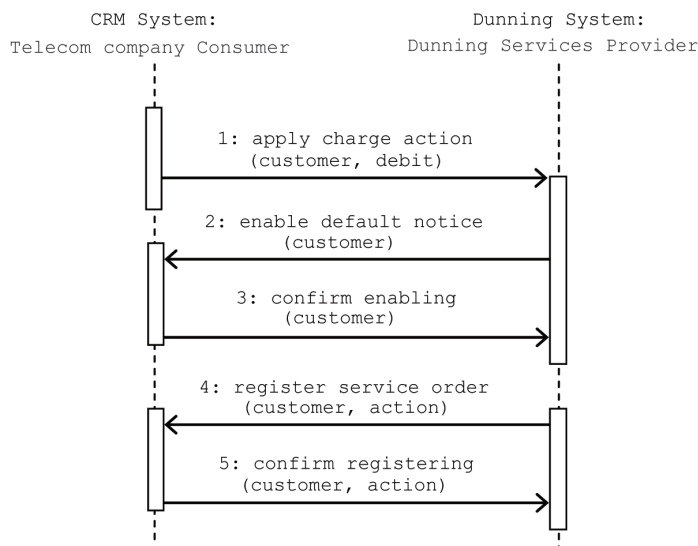 CRM System:
Telecom company Consumer
Dunning System:
Dunning Services Provider
1: apply charge action
(customer, debit)
2: enable default notice
(customer)
3: confirm enabling
(customer)
4: register service order
(customer, action)
5: confirm registering
(customer, action)